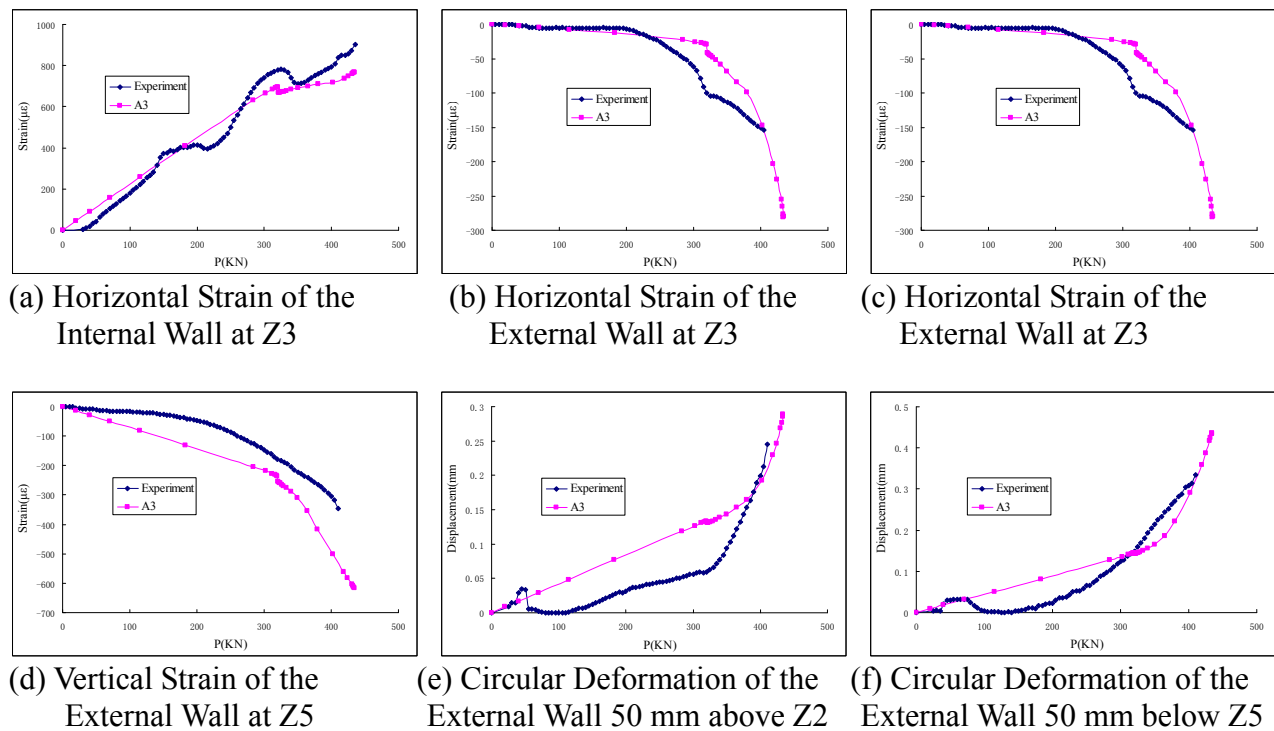 1000
800
600
400
200
0
Strain(με)
Experiment
A3
0 100 200 300 400 500
P(KN)
(a) Horizontal Strain of the
Internal Wall at Z3
0
−50
−100
−150
−200
−250
−300
Strain(με)
Experiment
A3
0 100 200 300 400 500
P(KN)
(b) Horizontal Strain of the
External Wall at Z3
0
−50
−100
−150
−200
−250
−300
Strain(με)
Experiment
A3
0 100 200 300 400 500
P(KN)
(c) Horizontal Strain of the
External Wall at Z3
0
−100
−200
−300
−400
−500
−600
−700
Strain(με)
Experiment
A3
0 100 200 300 400 500
P(KN)
(d) Vertical Strain of the
External Wall at Z5
0.3
0.25
0.2
0.15
0.1
0.05
0
Displacement(mm
Experiment
A3
0 100 200 300 400 500
P(KN)
(e) Circular Deformation of the
External Wall 50 mm above Z2
0.5
0.4
0.3
0.2
0.1
0
Displacement(mm
Experiment
A3
0 100 200 300 400 500
P(KN)
(f) Circular Deformation of the
External Wall 50 mm below Z5